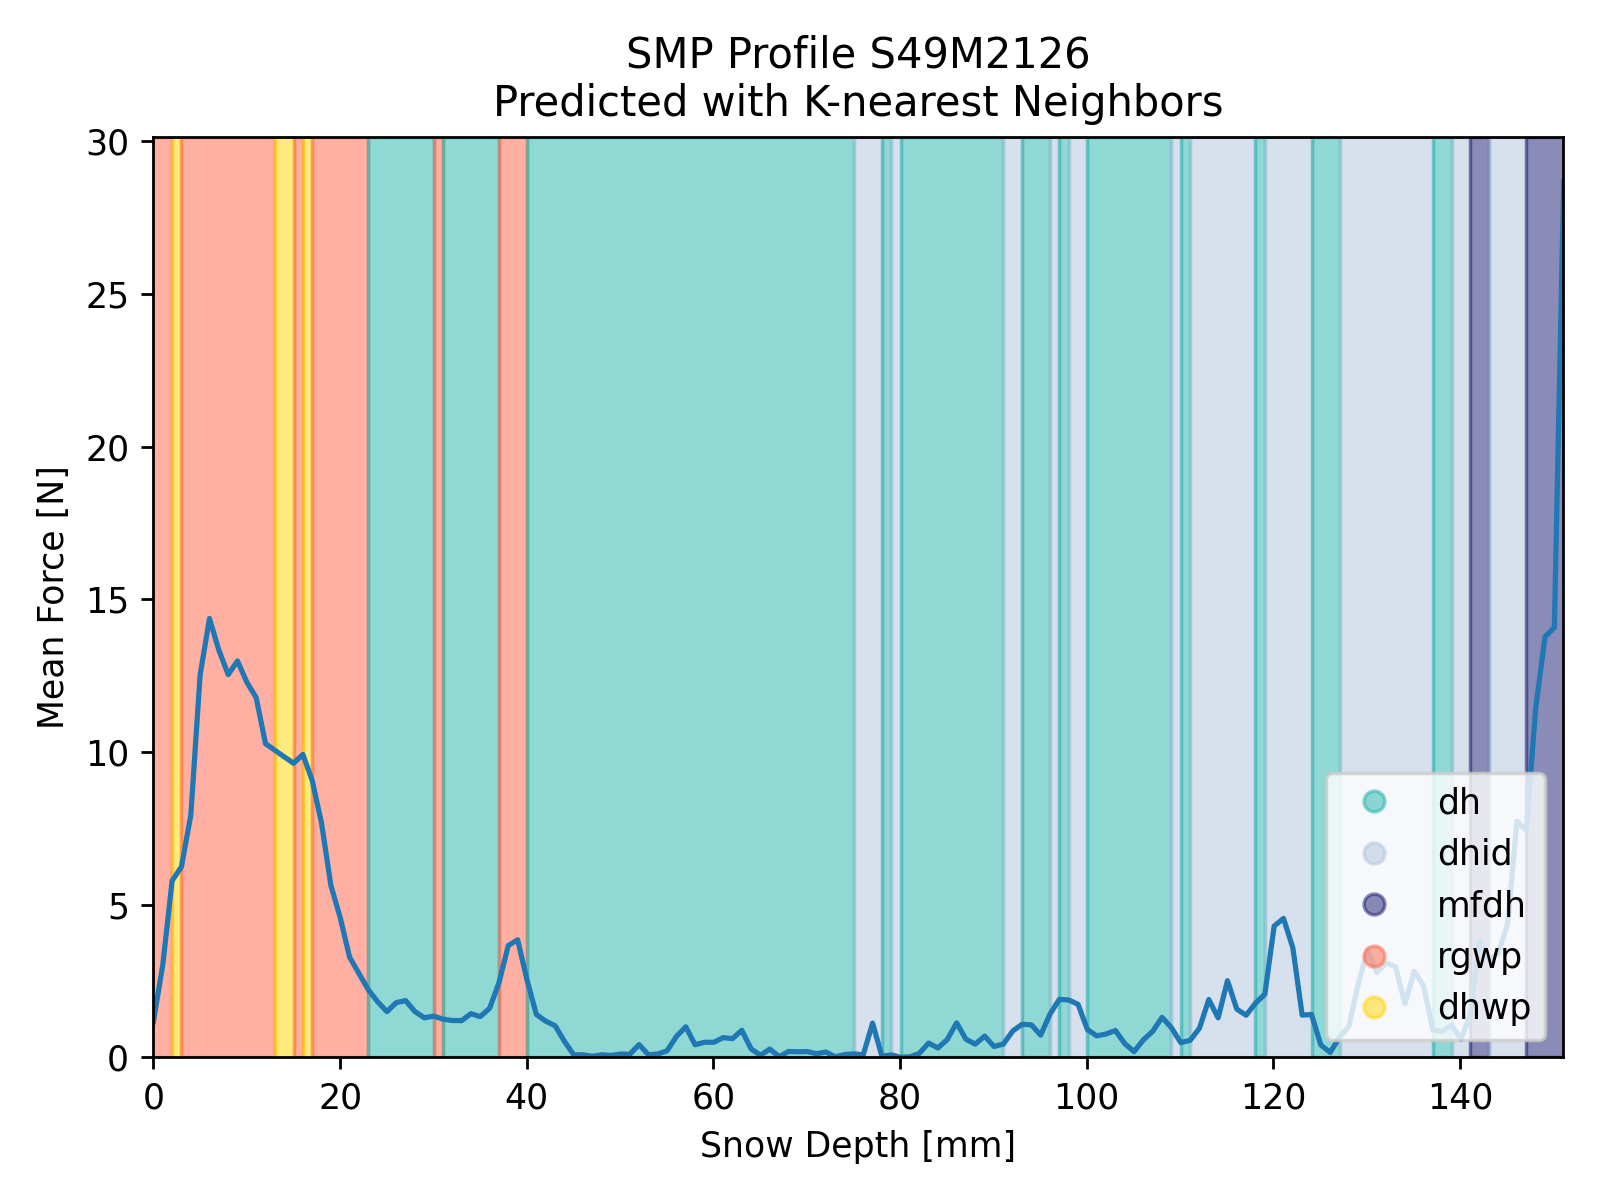 SMP Profile S49M2126
Predicted with K-nearest Neighbors
30
25
20
15
10
5
0
Mean Force [N]
0 20 40 60 80 100 120 140
Snow Depth [mm]
dh
dhid
mfdh
rgwp
dhwp